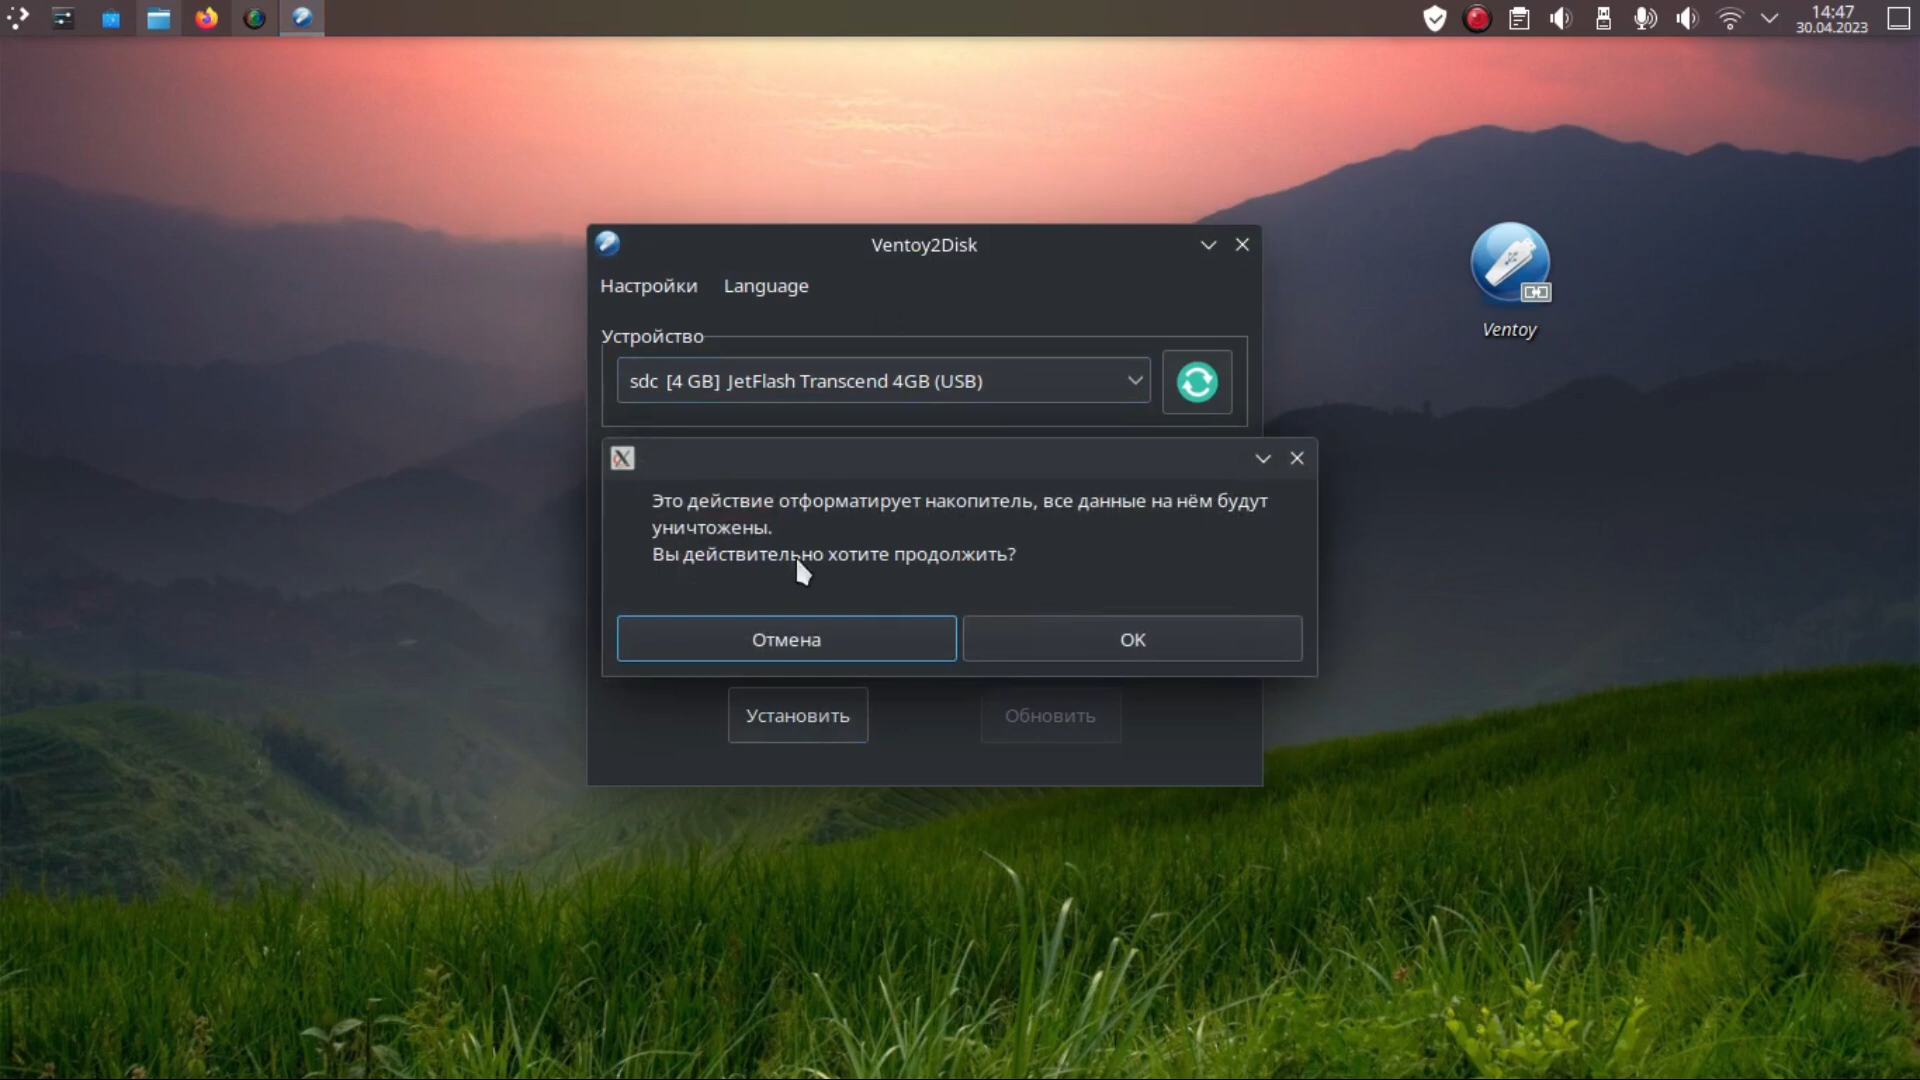 14:47
30.04.2023
Ventoy2Disk
Настройки Language
Устройство
sdc [4 GB] JetFlash Transcend 4GB (USB)
Ventoy
Это действие отформатирует накопитель, все данные на нём будут
уничтожены.
Вы действительно хотите продолжить?
Отмена OK
Установить Обновить